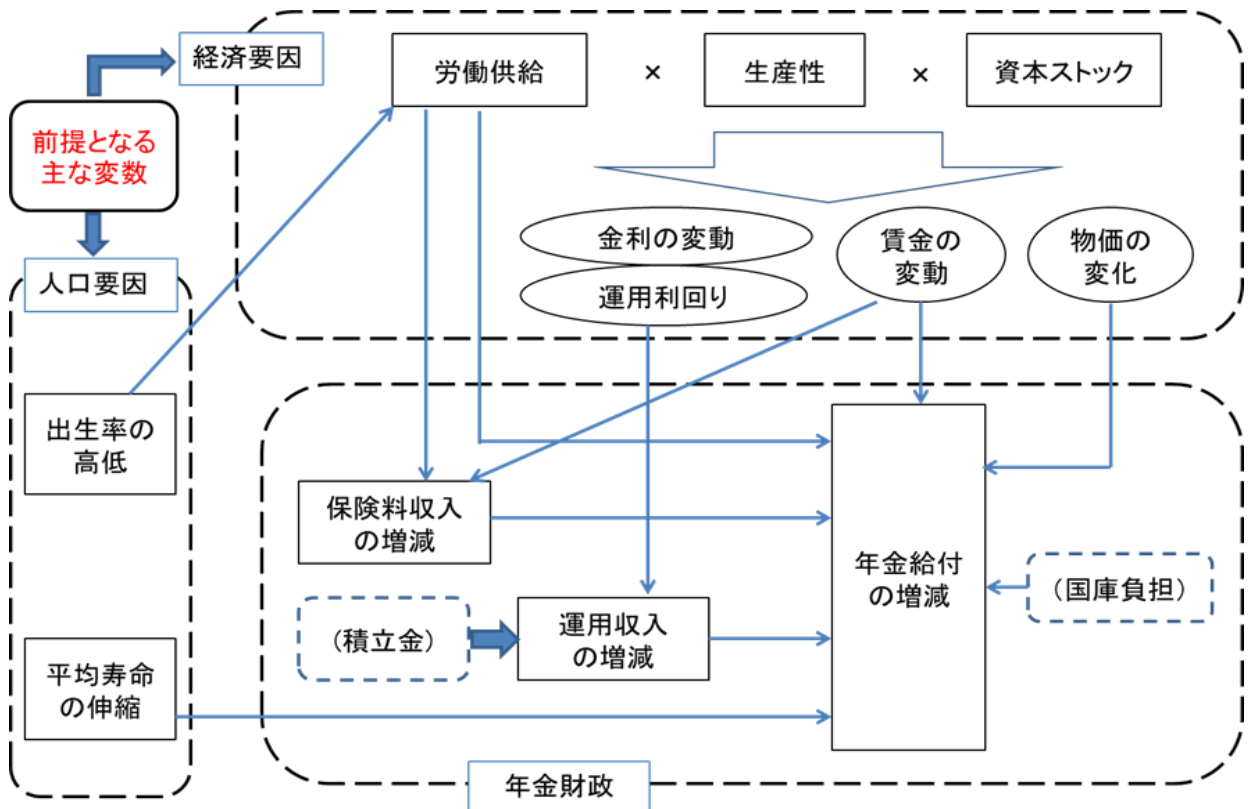 経済要因
労働供給
×
生産性
×
資本ストック
前提となる
主な変数
金利の変動
運用利回り
賃金の
変動
物価の
変化
人口要因
出生率の
高低
保険料収入
の増減
年金給付
の増減
(国庫負担)
(積立金)
運用収入
の増減
平均寿命
の伸縮
年金財政